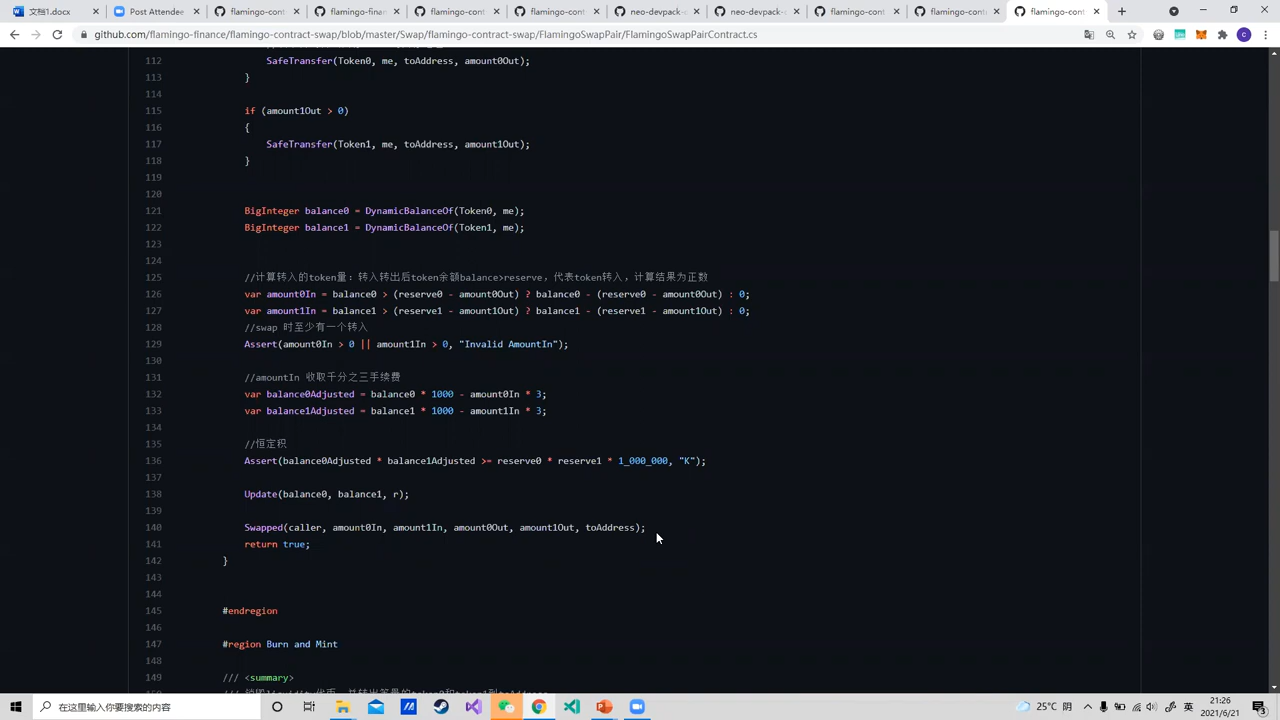 文档1.docx
Post Attendee
flamingo-cont
flamingo-finan
flamingo-cont
flamingo-cont
neo-devpack-d
neo-devpack-d
flamingo-cont
flamingo-cont
flamingo-cont
github.com/flamingo-finance/flamingo-contract-swap/blob/master/Swap/flamingo-contract-swap/FlamingoSwapPair/FlamingoSwapPairContract.cs
112 SafeTransfer(Token0, me, toAddress, amount0Out);
113 }
114
115 if (amount1Out > 0)
116 {
117 SafeTransfer(Token1, me, toAddress, amount1Out);
118 }
119
120
121 BigInteger balance0 = DynamicBalanceOf(Token0, me);
122 BigInteger balance1 = DynamicBalanceOf(Token1, me);
123
124
125 //计算转入的token量：转入转出后token余额balance>reserve，代表token转入，计算结果为正数
126 var amount0In = balance0 > (reserve0 - amount0Out) ? balance0 - (reserve0 - amount0Out) : 0;
127 var amount1In = balance1 > (reserve1 - amount1Out) ? balance1 - (reserve1 - amount1Out) : 0;
128 //swap 时至少有一个转入
129 Assert(amount0In > 0 || amount1In > 0, "Invalid AmountIn");
130
131 //amountIn 收取千分之三手续费
132 var balance0Adjusted = balance0 * 1000 - amount0In * 3;
133 var balance1Adjusted = balance1 * 1000 - amount1In * 3;
134
135 //恒定积
136 Assert(balance0Adjusted * balance1Adjusted >= reserve0 * reserve1 * 1_000_000, "K");
137
138 Update(balance0, balance1, r);
139
140 Swapped(caller, amount0In, amount1In, amount0Out, amount1Out, toAddress);
141 return true;
142 }
143
144
145 #endregion
146
147 #region Burn and Mint
148
149 /// <summary>
在这里输入你要搜索的内容
25°C 阴
英
21:26
2021/6/21